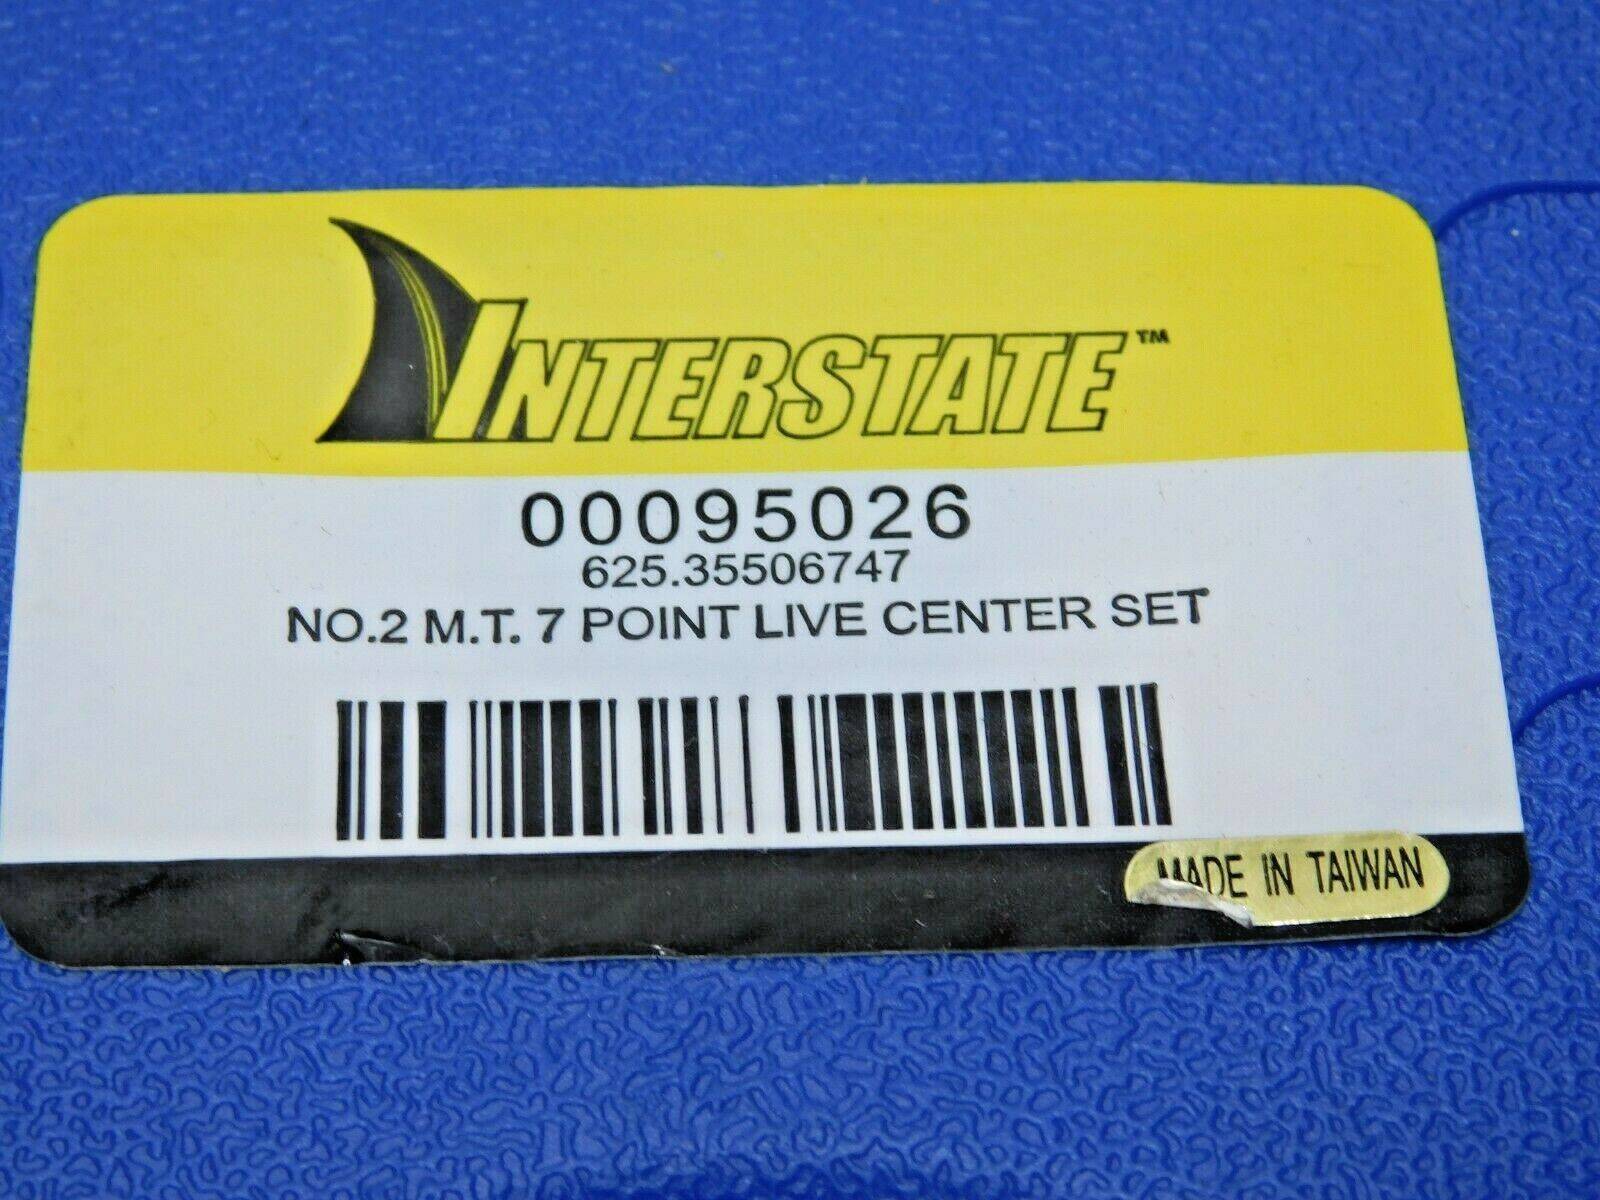 INTERSTATE™
00095026
625.35506747
NO.2 M.T. 7 POINT LIVE CENTER SET
MADE IN TAIWAN